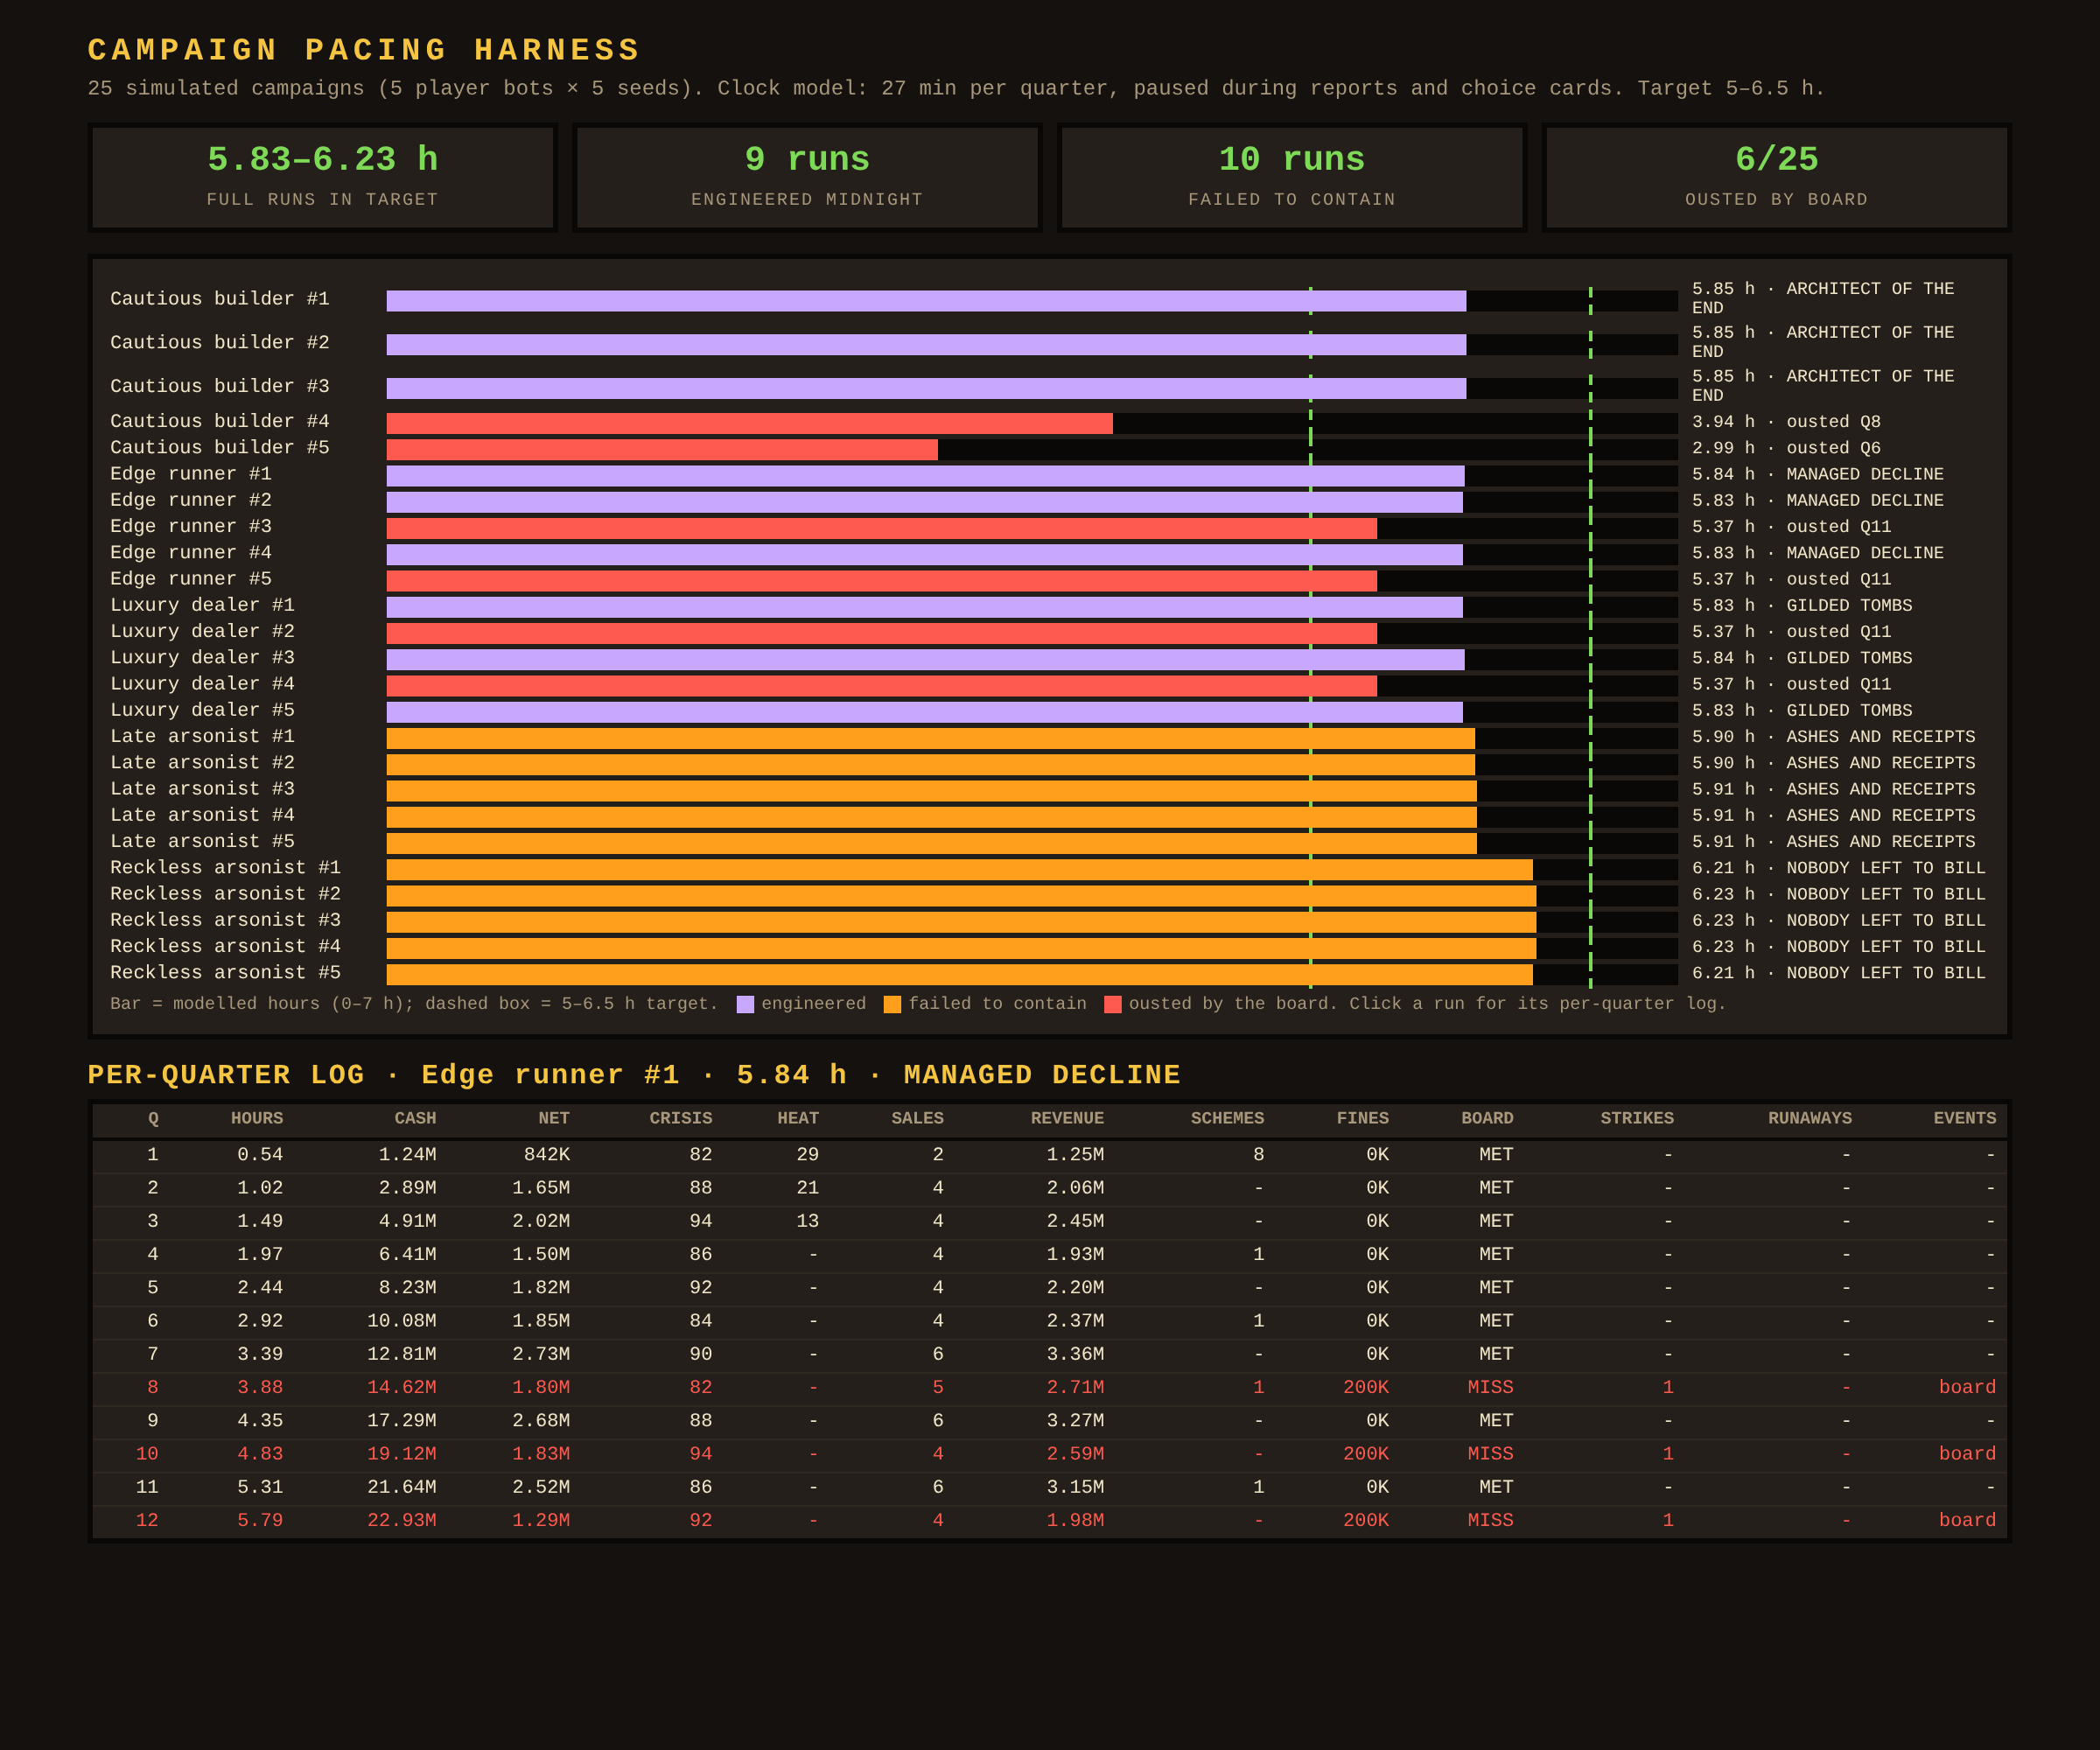 CAMPAIGN PACING HARNESS
25 simulated campaigns (5 player bots × 5 seeds). Clock model: 27 min per quarter, paused during reports and choice cards. Target 5–6.5 h.
5.83–6.23 h
FULL RUNS IN TARGET
9 runs
ENGINEERED MIDNIGHT
10 runs
FAILED TO CONTAIN
6/25
OUSTED BY BOARD
Cautious builder #1 5.85 h · ARCHITECT OF THE
END
Cautious builder #2 5.85 h · ARCHITECT OF THE
END
Cautious builder #3 5.85 h · ARCHITECT OF THE
END
Cautious builder #4 3.94 h · ousted Q8
Cautious builder #5 2.99 h · ousted Q6
Edge runner #1 5.84 h · MANAGED DECLINE
Edge runner #2 5.83 h · MANAGED DECLINE
Edge runner #3 5.37 h · ousted Q11
Edge runner #4 5.83 h · MANAGED DECLINE
Edge runner #5 5.37 h · ousted Q11
Luxury dealer #1 5.83 h · GILDED TOMBS
Luxury dealer #2 5.37 h · ousted Q11
Luxury dealer #3 5.84 h · GILDED TOMBS
Luxury dealer #4 5.37 h · ousted Q11
Luxury dealer #5 5.83 h · GILDED TOMBS
Late arsonist #1 5.90 h · ASHES AND RECEIPTS
Late arsonist #2 5.90 h · ASHES AND RECEIPTS
Late arsonist #3 5.91 h · ASHES AND RECEIPTS
Late arsonist #4 5.91 h · ASHES AND RECEIPTS
Late arsonist #5 5.91 h · ASHES AND RECEIPTS
Reckless arsonist #1 6.21 h · NOBODY LEFT TO BILL
Reckless arsonist #2 6.23 h · NOBODY LEFT TO BILL
Reckless arsonist #3 6.23 h · NOBODY LEFT TO BILL
Reckless arsonist #4 6.23 h · NOBODY LEFT TO BILL
Reckless arsonist #5 6.21 h · NOBODY LEFT TO BILL
Bar = modelled hours (0–7 h); dashed box = 5–6.5 h target. engineered failed to contain ousted by the board. Click a run for its per-quarter log.
PER-QUARTER LOG · Edge runner #1 · 5.84 h · MANAGED DECLINE
Q HOURS CASH NET CRISIS HEAT SALES REVENUE SCHEMES FINES BOARD STRIKES RUNAWAYS EVENTS
1 0.54 1.24M 842K 82 29 2 1.25M 8 0K MET - - -
2 1.02 2.89M 1.65M 88 21 4 2.06M - 0K MET - - -
3 1.49 4.91M 2.02M 94 13 4 2.45M - 0K MET - - -
4 1.97 6.41M 1.50M 86 - 4 1.93M 1 0K MET - - -
5 2.44 8.23M 1.82M 92 - 4 2.20M - 0K MET - - -
6 2.92 10.08M 1.85M 84 - 4 2.37M 1 0K MET - - -
7 3.39 12.81M 2.73M 90 - 6 3.36M - 0K MET - - -
8 3.88 14.62M 1.80M 82 - 5 2.71M 1 200K MISS 1 - board
9 4.35 17.29M 2.68M 88 - 6 3.27M - 0K MET - - -
10 4.83 19.12M 1.83M 94 - 4 2.59M - 200K MISS 1 - board
11 5.31 21.64M 2.52M 86 - 6 3.15M 1 0K MET - - -
12 5.79 22.93M 1.29M 92 - 4 1.98M - 200K MISS 1 - board